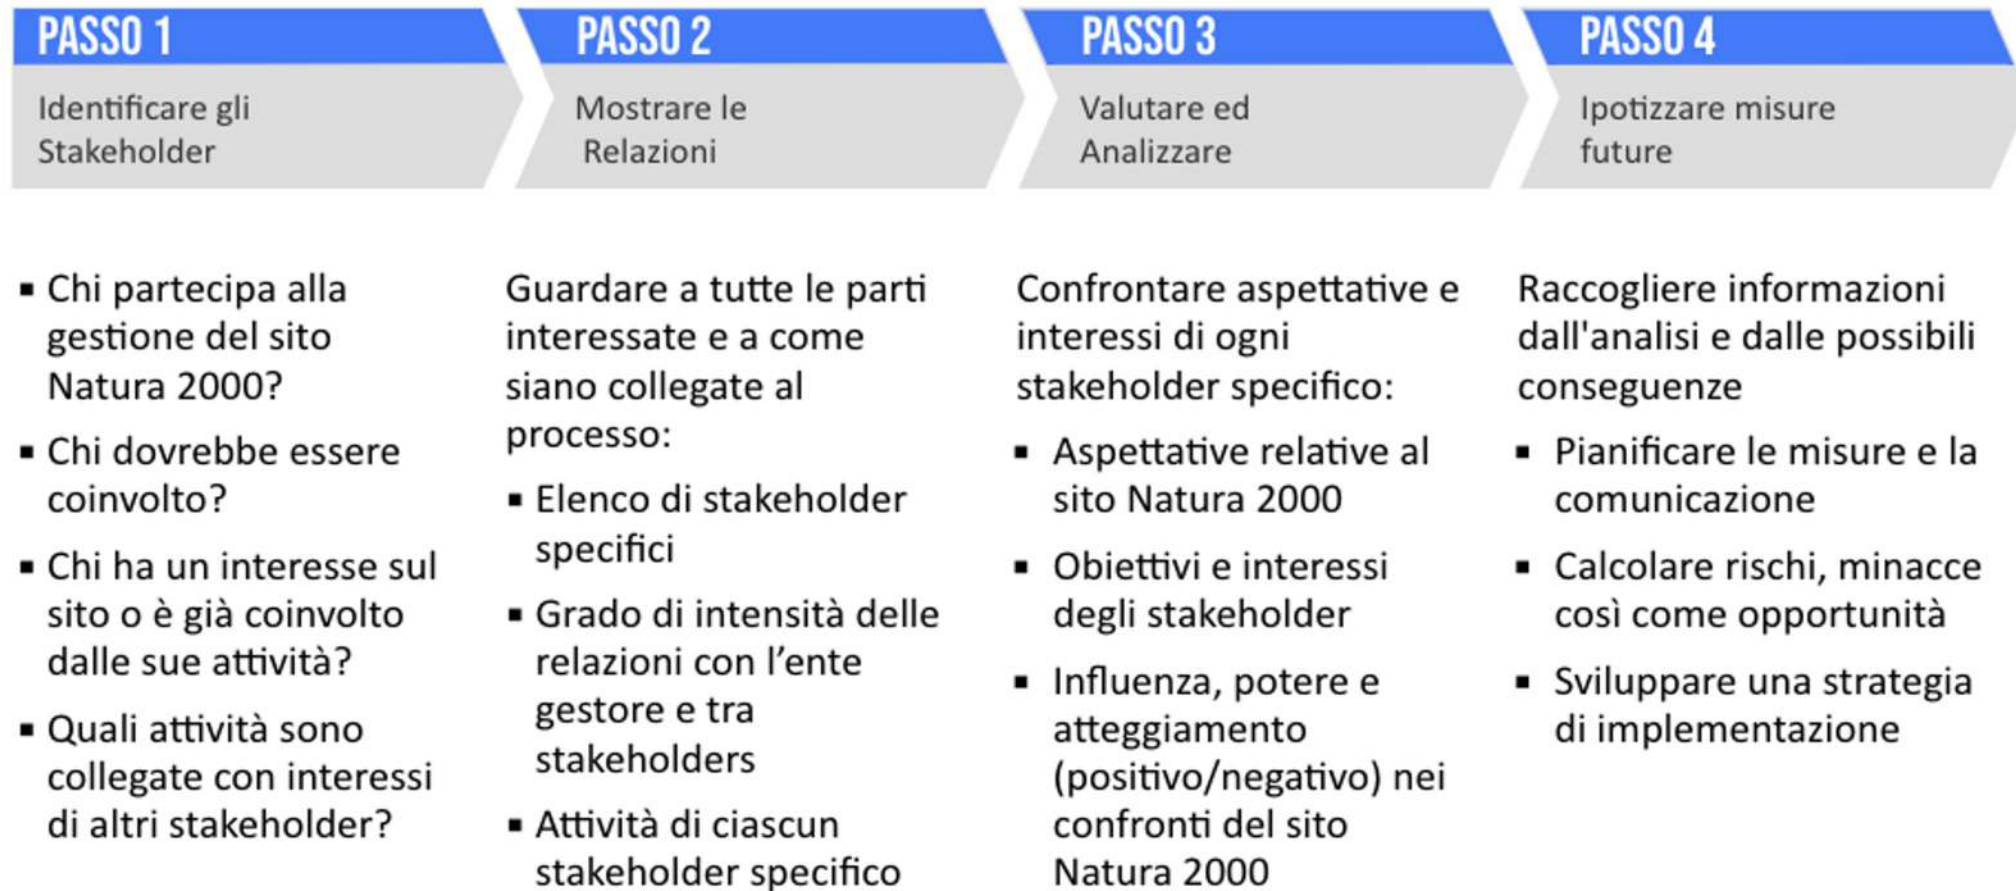 PASSO 1
Identificare gli
Stakeholder
PASSO 2
Mostrare le
Relazioni
PASSO 3
Valutare ed
Analizzare
PASSO 4
Ipotizzare misure
future
▪ Chi partecipa alla
gestione del sito
Natura 2000?
▪ Chi dovrebbe essere
coinvolto?
▪ Chi ha un interesse sul
sito o è già coinvolto
dalle sue attività?
▪ Quali attività sono
collegate con interessi
di altri stakeholder?
Guardare a tutte le parti
interessate e a come
siano collegate al
processo:
▪ Elenco di stakeholder
specifici
▪ Grado di intensità delle
relazioni con l’ente
gestore e tra
stakeholders
▪ Attività di ciascun
stakeholder specifico
Confrontare aspettative e
interessi di ogni
stakeholder specifico:
▪ Aspettative relative al
sito Natura 2000
▪ Obiettivi e interessi
degli stakeholder
▪ Influenza, potere e
atteggiamento
(positivo/negativo) nei
confronti del sito
Natura 2000
Raccogliere informazioni
dall'analisi e dalle possibili
conseguenze
▪ Pianificare le misure e la
comunicazione
▪ Calcolare rischi, minacce
così come opportunità
▪ Sviluppare una strategia
di implementazione